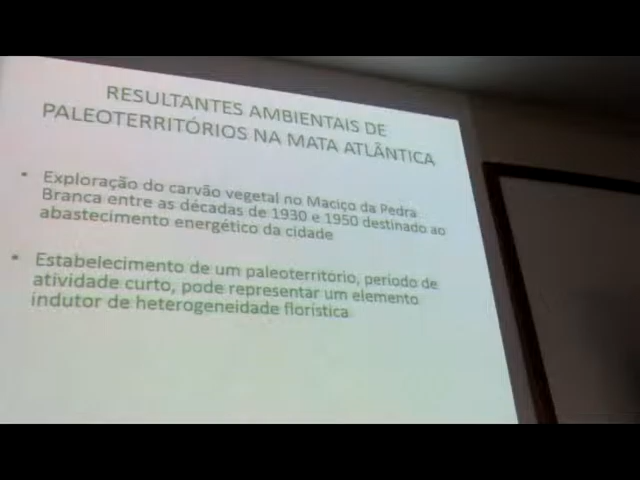 RESULTANTES AMBIENTAIS DE
PALEOTERRITÓRIOS NA MATA ATLÂNTICA
• Exploração do carvão vegetal no Maciço da Pedra
Branca entre as décadas de 1930 e 1950 destinado ao
abastecimento energético da cidade
• Estabelecimento de um paleoterritório, período de
atividade curto, pode representar um elemento
indutor de heterogeneidade florística